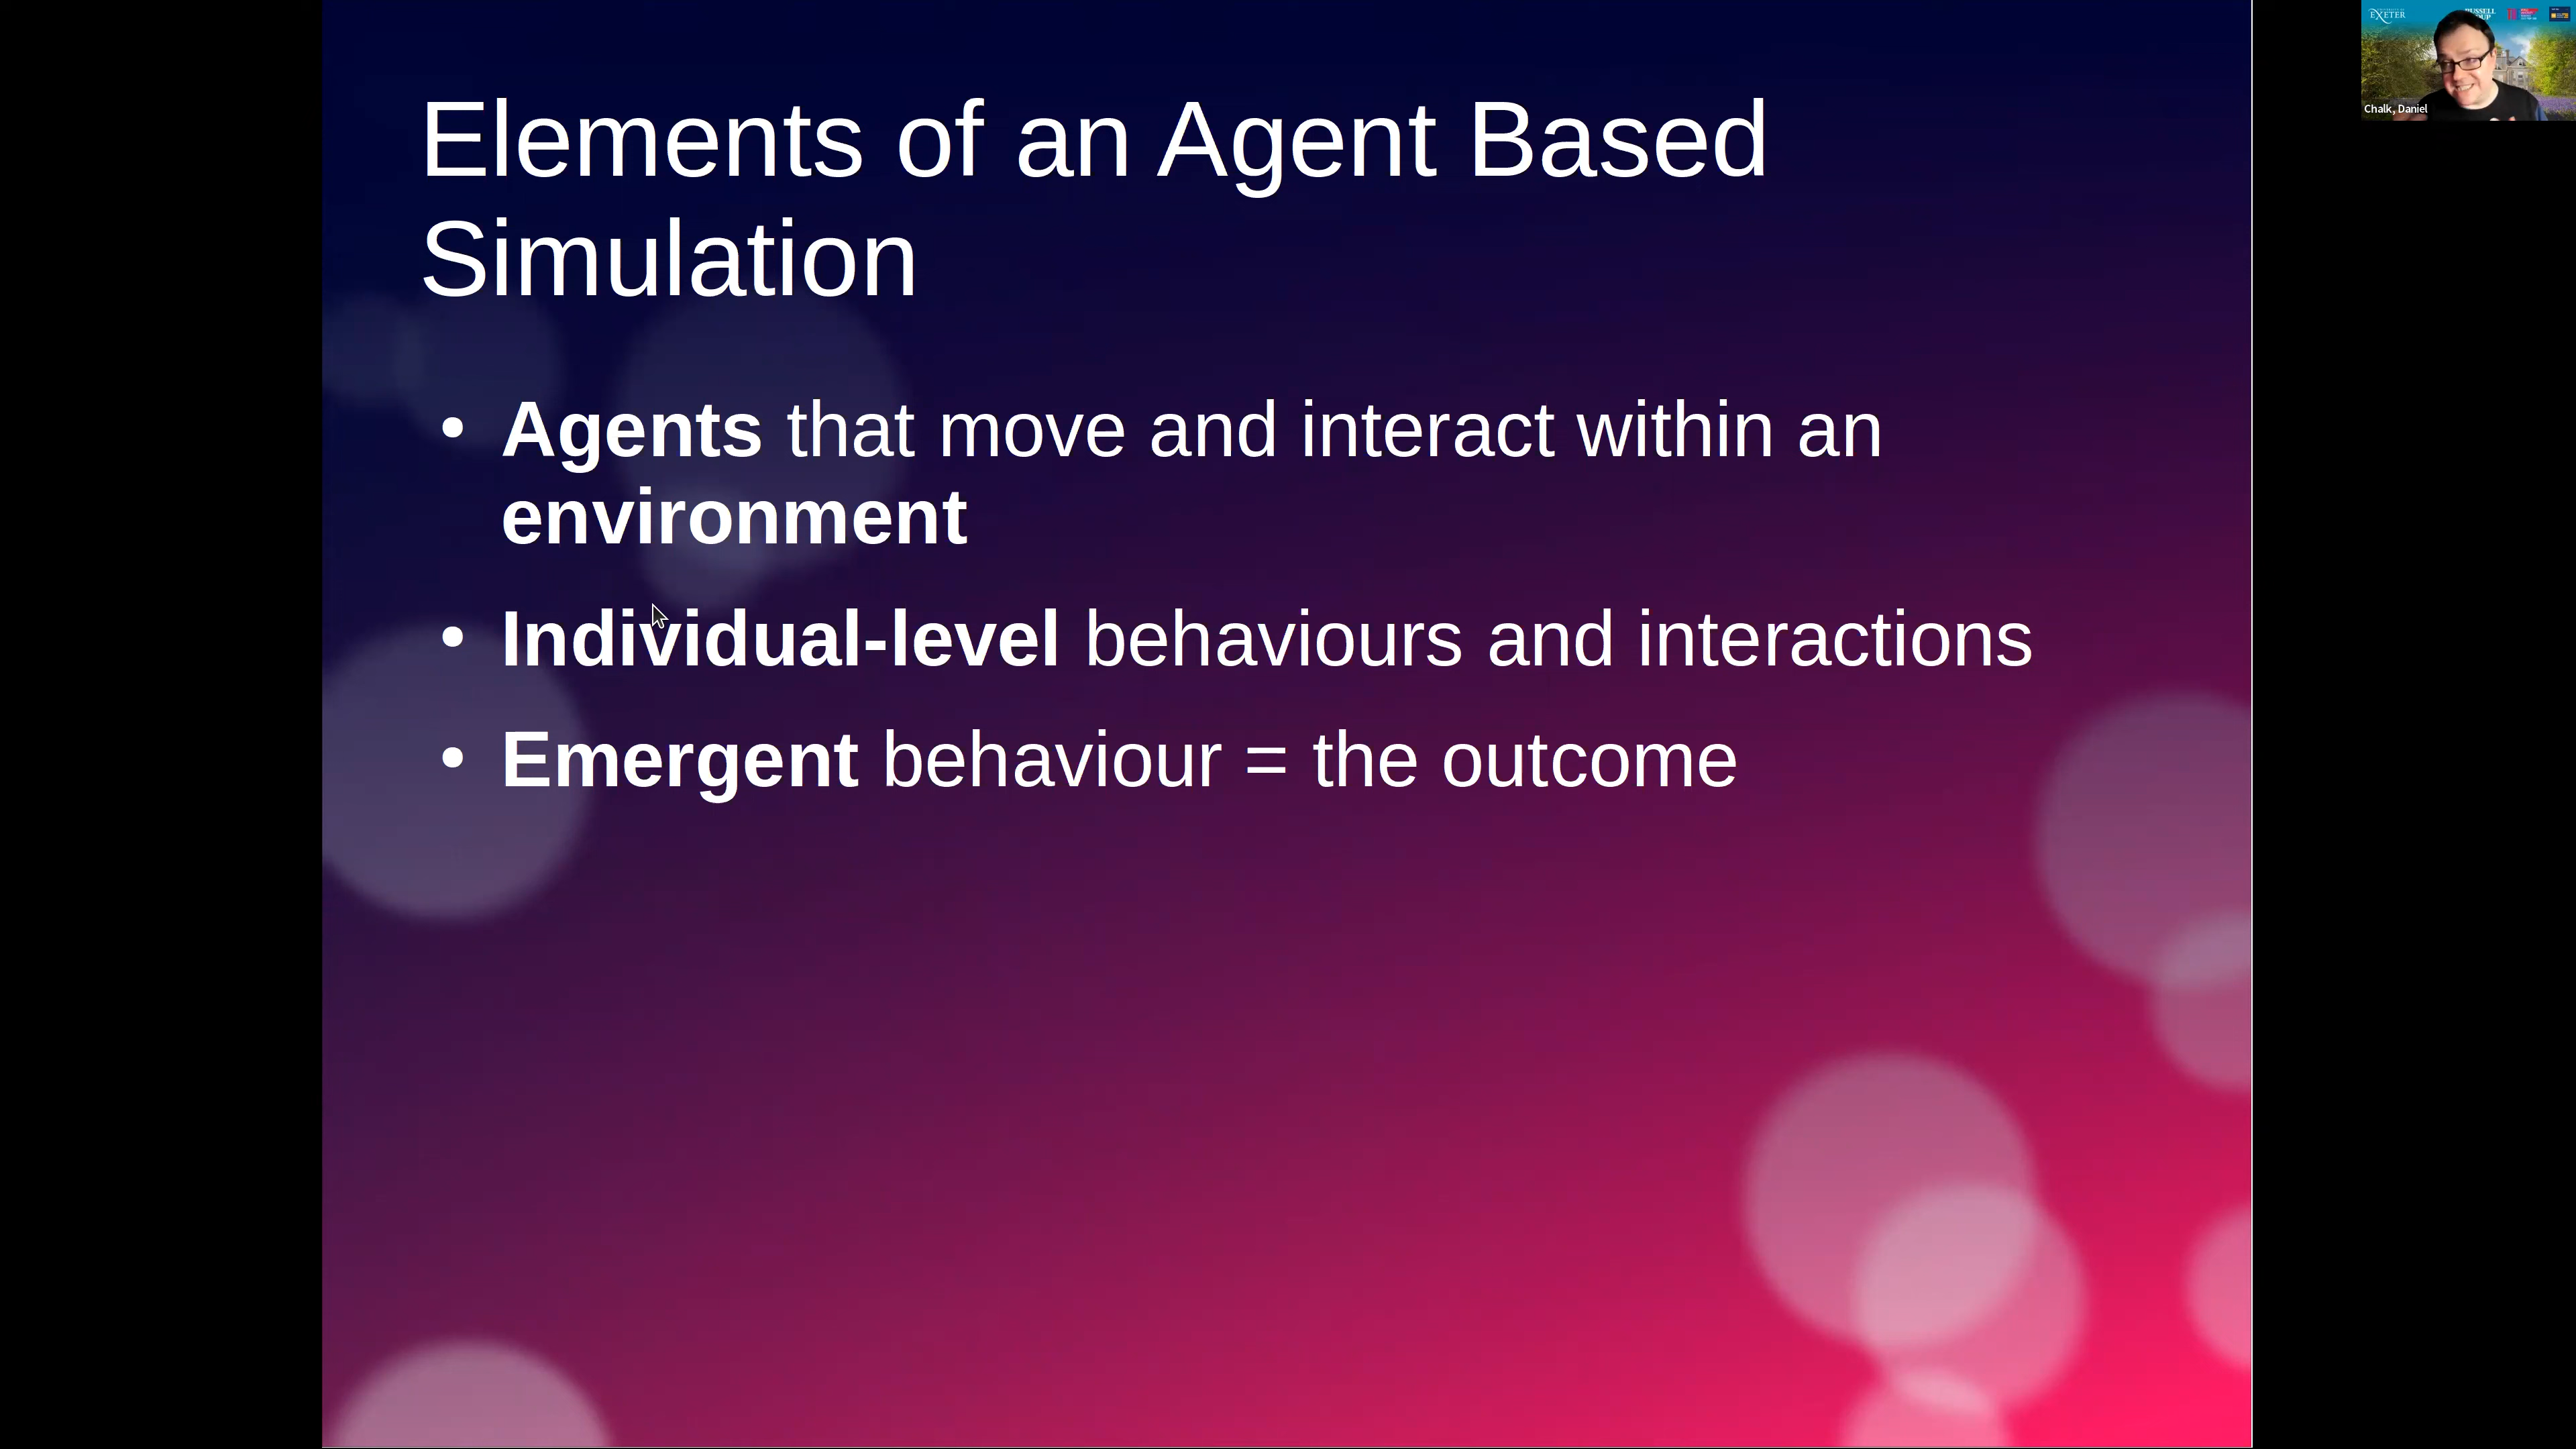 Elements of an Agent Based
Simulation
• Agents that move and interact within an
environment
• Individual-level behaviours and interactions
• Emergent behaviour = the outcome
EXETER
Chalk, Daniel